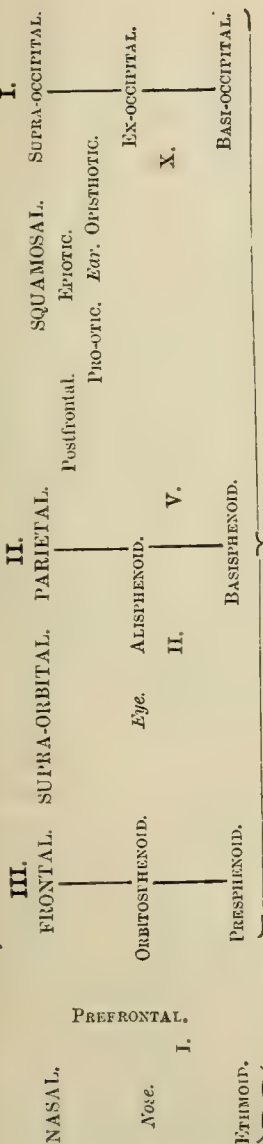 III. II. I.
NASAL. FRONTAL. SUPRA-ORBITAL. PARIETAL. SQUAMOSAL. SUPRA-OCCIPITAL.
Postfrontal. EPIOTIC.
PREFRONTAL. PRO-OTIC. Ear. OPISTHOTIC.
Nose. ORBITOSPHENOID. Eye. ALISPHENOID. EX-OCCIPITAL.
I. II. V. X.
ETHMOID. PRESPHENOID. BASISPHENOID. BASI-OCCIPITAL.